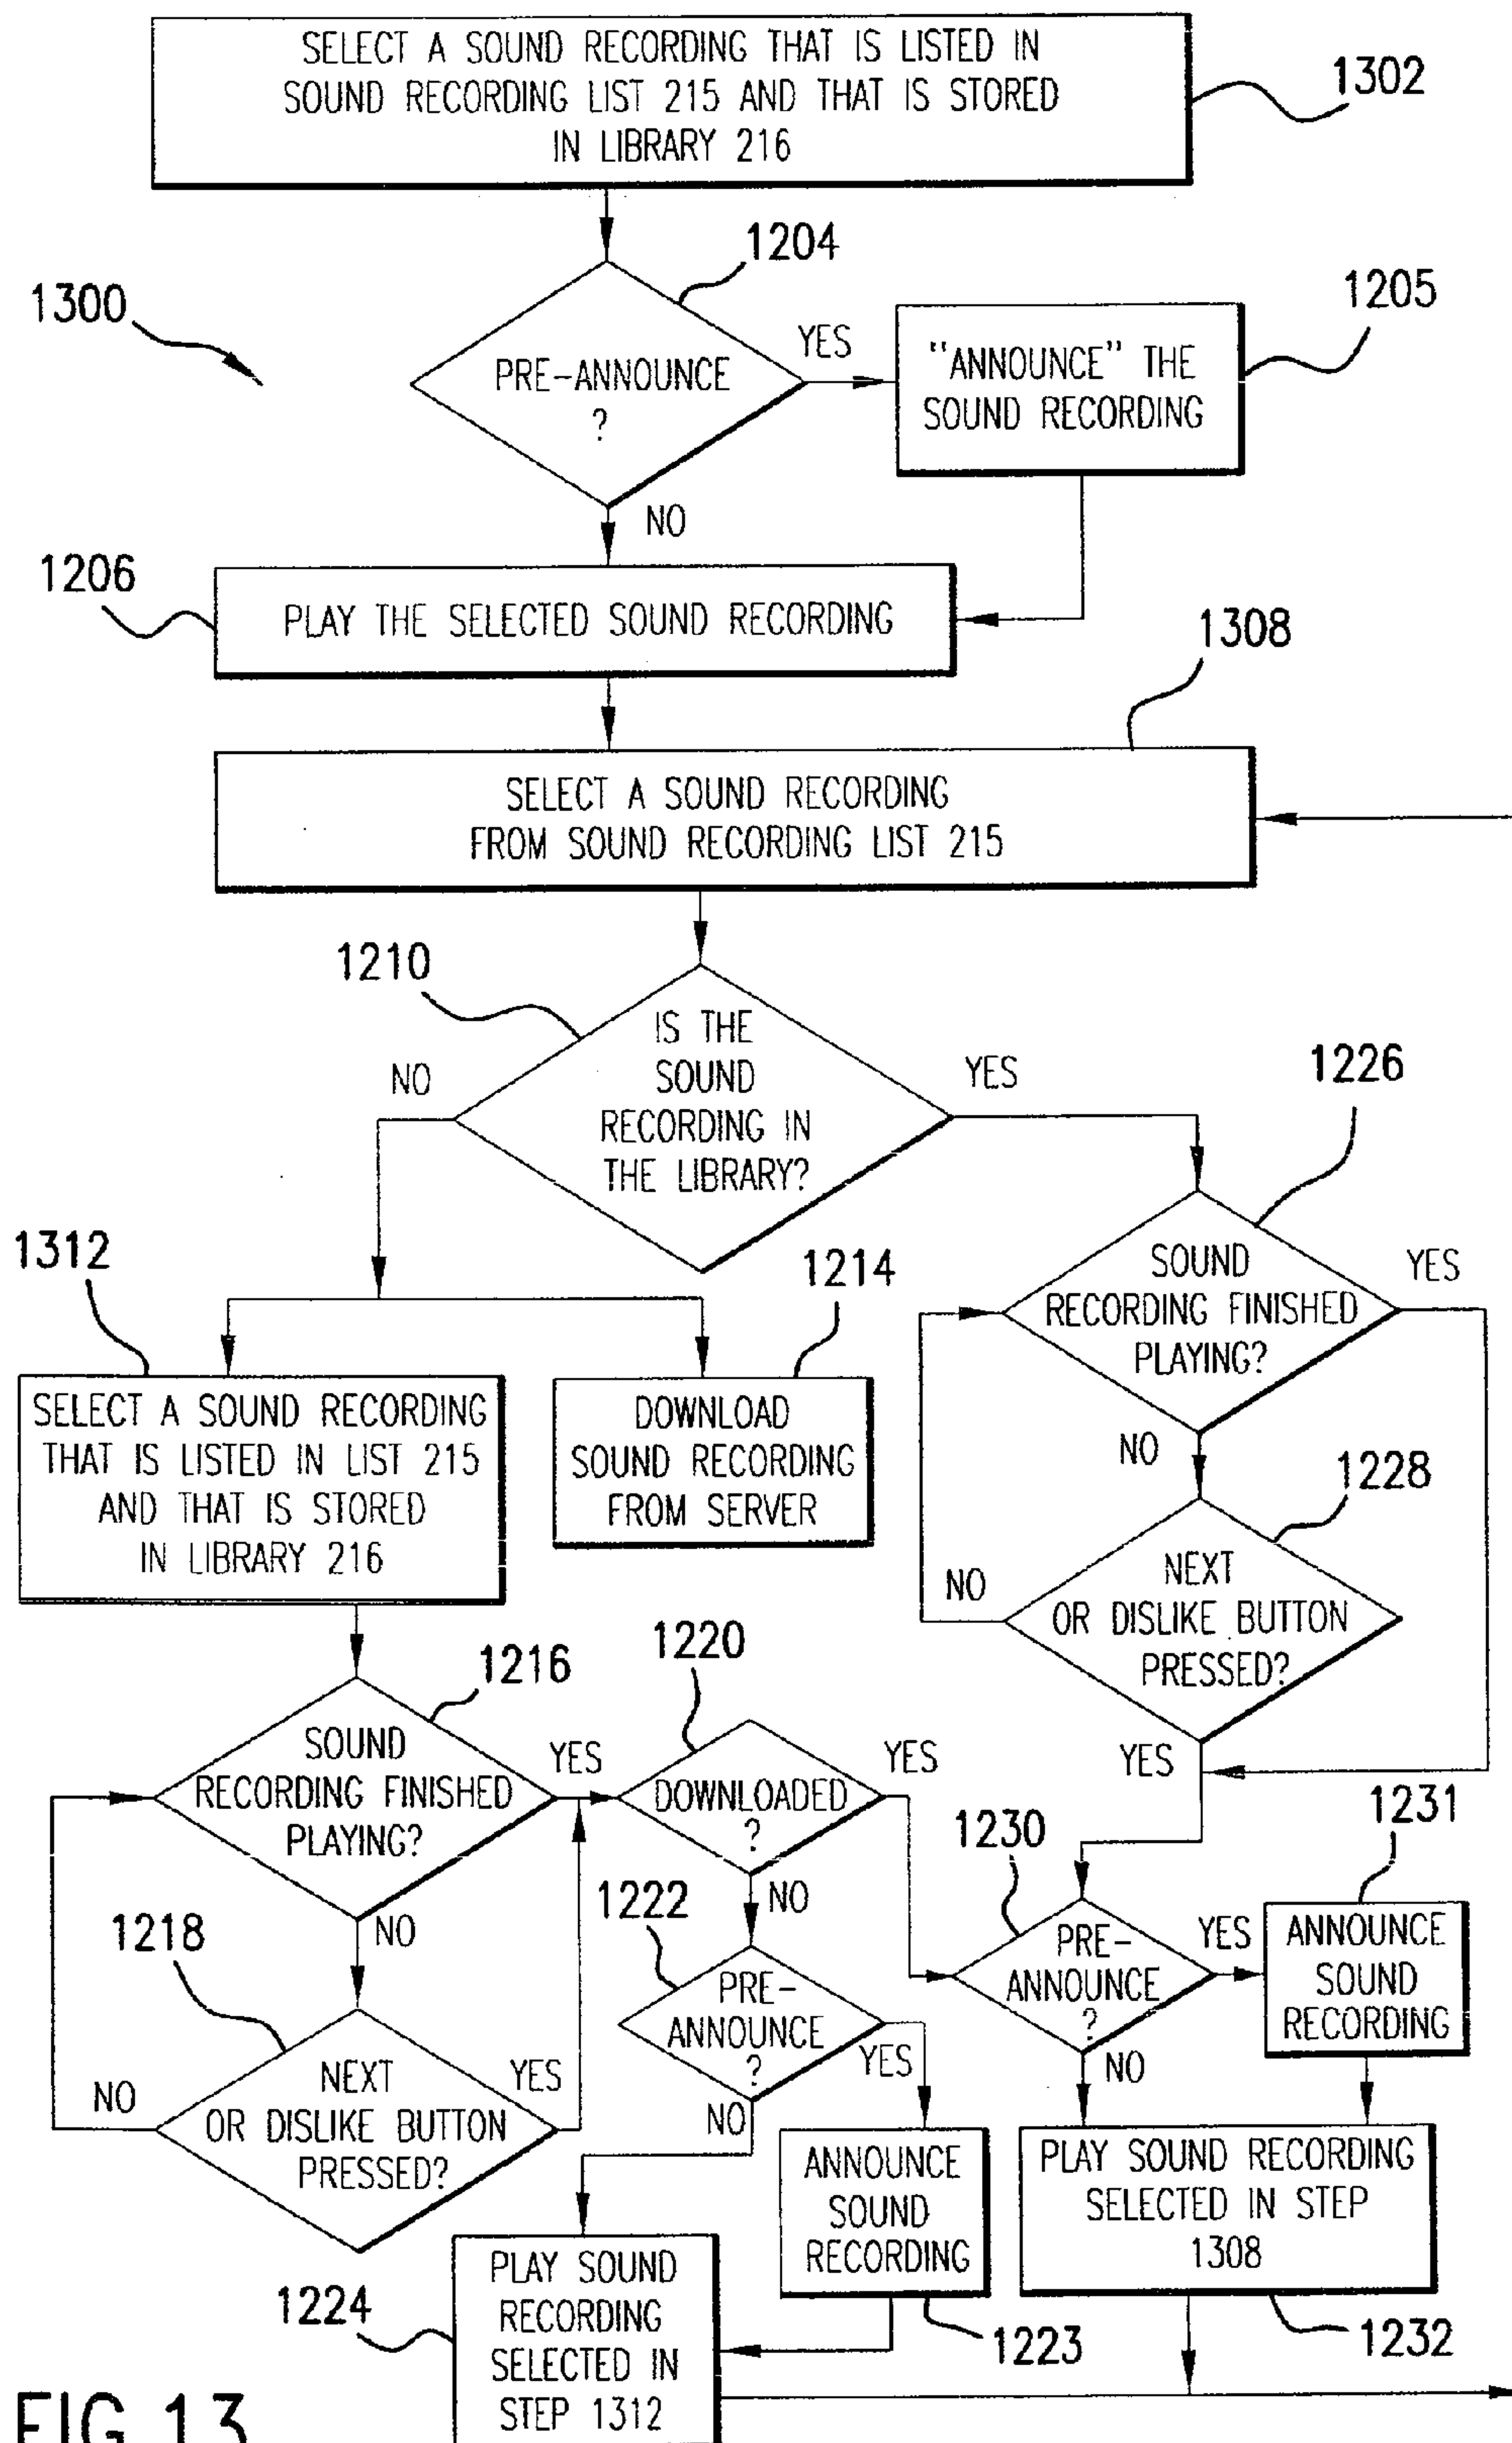 SELECT A SOUND RECORDING THAT IS LISTED IN
SOUND RECORDING LIST 215 AND THAT IS STORED
IN LIBRARY 216
1302
1204
1300
PRE-ANNOUNCE
?
YES
NO
1205
"ANNOUNCE" THE
SOUND RECORDING
1206
PLAY THE SELECTED SOUND RECORDING
1308
SELECT A SOUND RECORDING
FROM SOUND RECORDING LIST 215
1210
IS THE
SOUND
RECORDING IN
THE LIBRARY?
NO
YES
1226
SOUND
RECORDING FINISHED
PLAYING?
YES
NO
1312
SELECT A SOUND RECORDING
THAT IS LISTED IN LIST 215
AND THAT IS STORED
IN LIBRARY 216
1214
DOWNLOAD
SOUND RECORDING
FROM SERVER
1228
NEXT
OR DISLIKE BUTTON
PRESSED?
NO
YES
1216
SOUND
RECORDING FINISHED
PLAYING?
YES
NO
1220
DOWNLOADED
?
YES
NO
1218
NEXT
OR DISLIKE BUTTON
PRESSED?
NO
YES
1222
PRE-
ANNOUNCE
?
YES
NO
1230
PRE-
ANNOUNCE
?
YES
NO
1231
ANNOUNCE
SOUND
RECORDING
ANNOUNCE
SOUND
RECORDING
1223
PLAY SOUND RECORDING
SELECTED IN STEP
1308
1232
1224
PLAY SOUND
RECORDING
SELECTED IN
STEP 1312
FIG.13